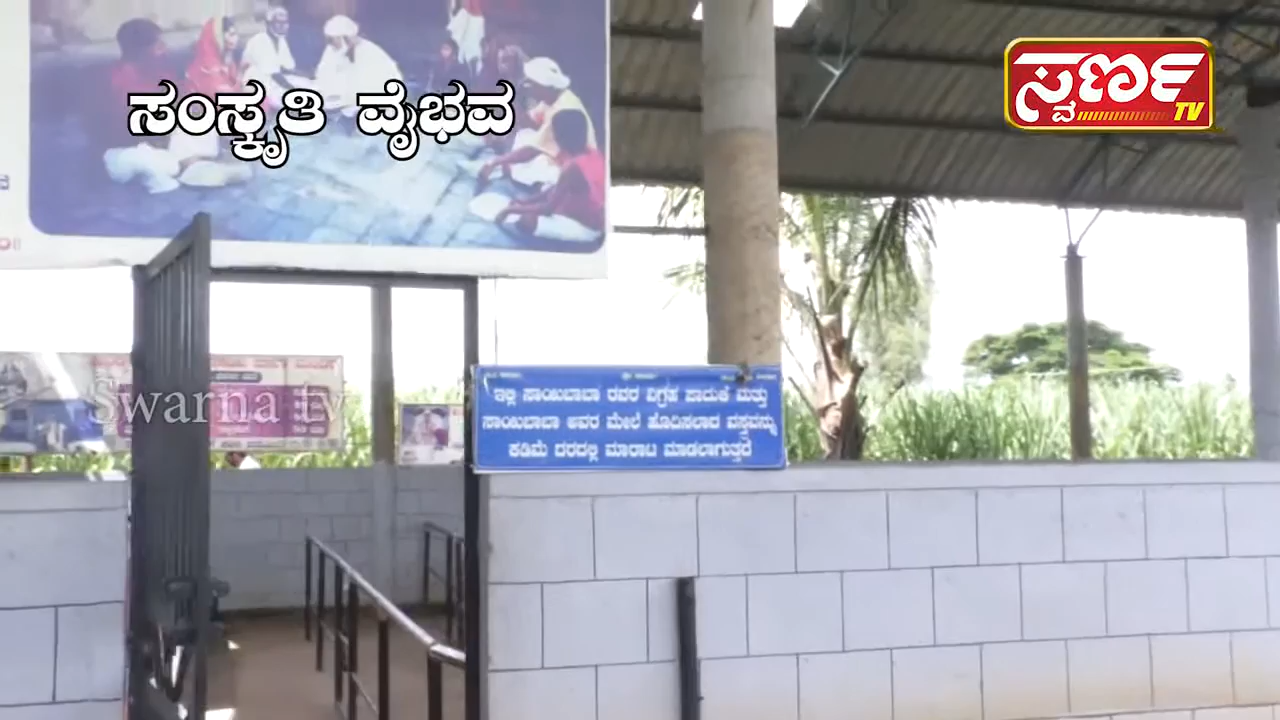 ಸಂಸ್ಕೃತಿ ವೈಭವ
ಸ್ವರ್ಣ
TV
Swarna tv
ಇಲ್ಲಿ ಸಾಯಿಬಾಬಾ ರವರ ವಿಗ್ರಹ ಪಾದುಕೆ ಮತ್ತು
ಸಾಯಿಬಾಬಾ ಅವರ ಮೇಲೆ ಹೊದಿಸಲಾದ ವಸ್ತ್ರವನ್ನು
ಕಡಿಮೆ ದರದಲ್ಲಿ ಮಾರಾಟ ಮಾಡಲಾಗುತ್ತದೆ